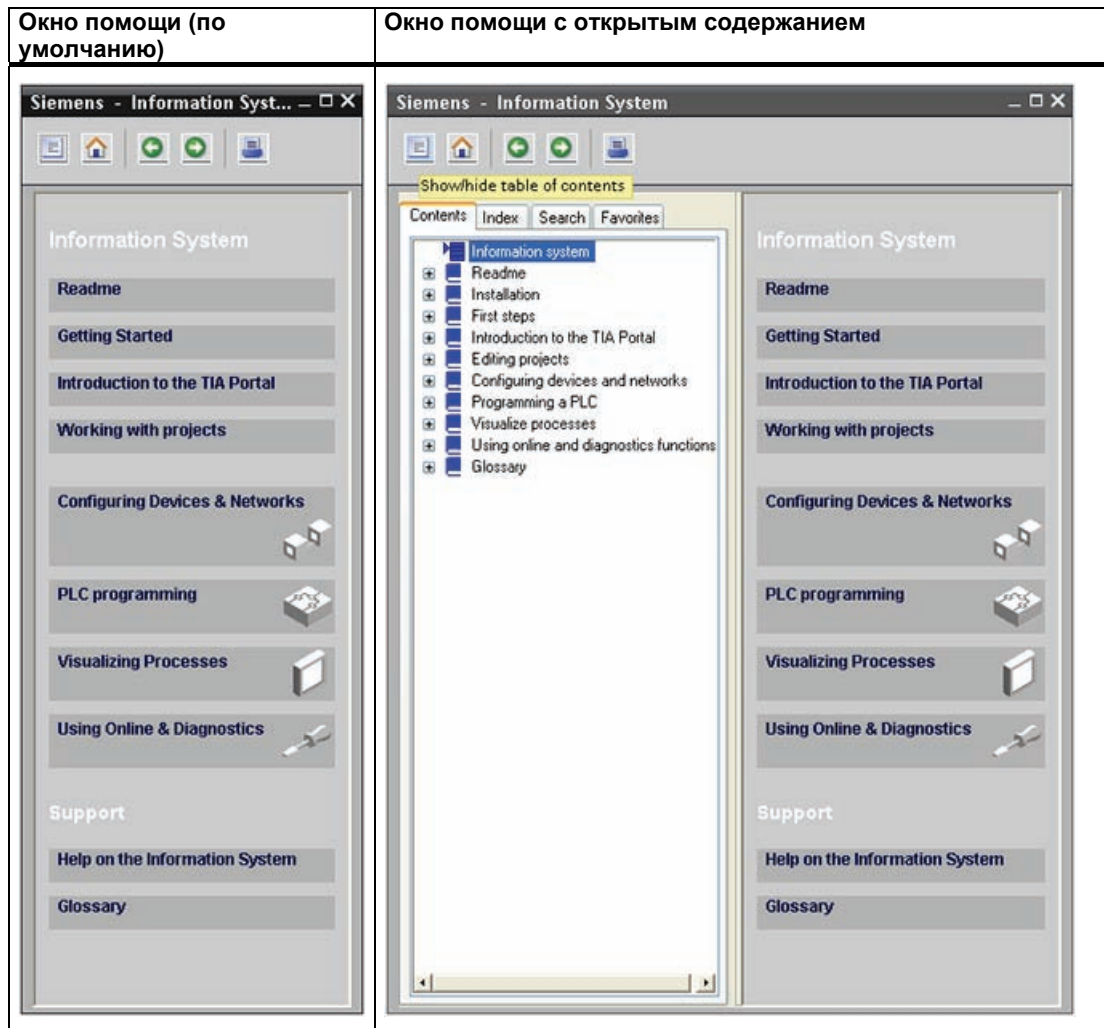 Окно помощи (по
умолчанию)
Окно помощи с открытым содержанием
Siemens - Information Syst...
Information System
Readme
Getting Started
Introduction to the TIA Portal
Working with projects
Configuring Devices & Networks
PLC programming
Visualizing Processes
Using Online & Diagnostics
Support
Help on the Information System
Glossary
Siemens - Information System
Show/hide table of contents
Contents Index Search Favorites
Information system
Readme
Installation
First steps
Introduction to the TIA Portal
Editing projects
Configuring devices and networks
Programming a PLC
Visualize processes
Using online and diagnostics functions
Glossary
Information System
Readme
Getting Started
Introduction to the TIA Portal
Working with projects
Configuring Devices & Networks
PLC programming
Visualizing Processes
Using Online & Diagnostics
Support
Help on the Information System
Glossary